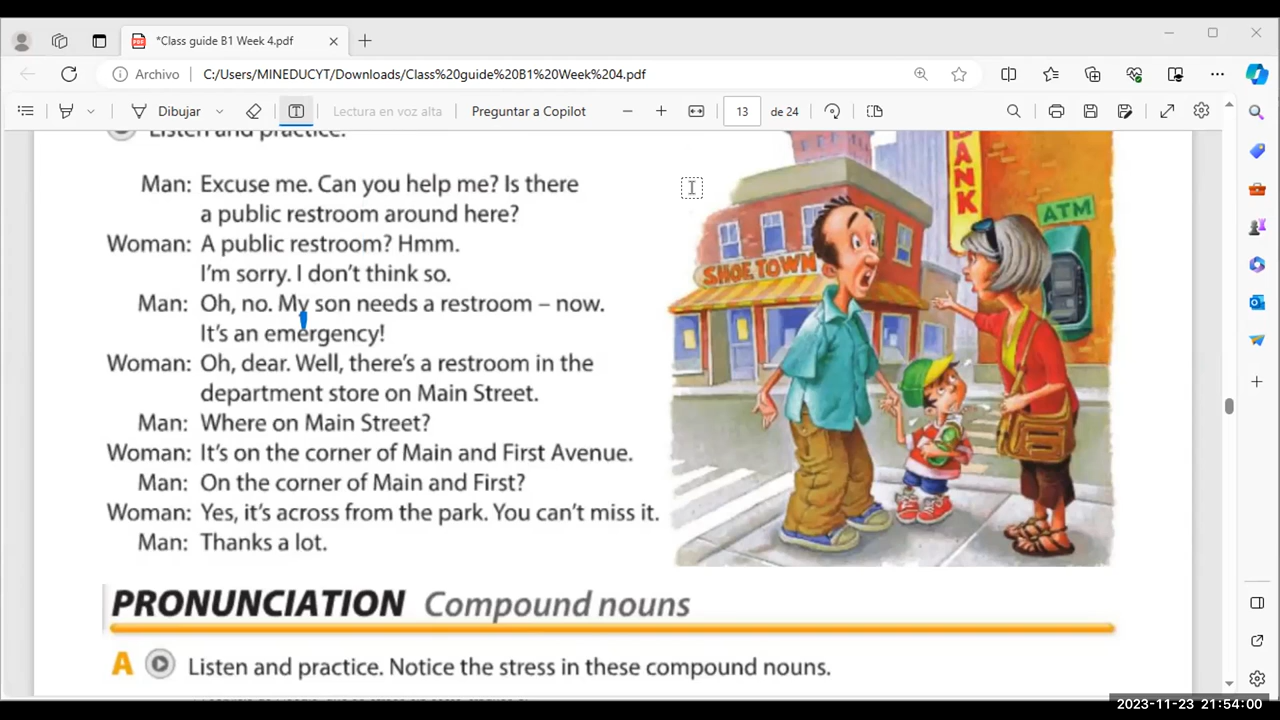 *Class guide B1 Week 4.pdf
Archivo
C:/Users/MINEDUCYT/Downloads/Class%20guide%20B1%20Week%204.pdf
Dibujar
Lectura en voz alta
Preguntar a Copilot
13
de 24
Listen and practice.
Man: Excuse me. Can you help me? Is there
a public restroom around here?
Woman: A public restroom? Hmm.
I'm sorry. I don't think so.
Man: Oh, no. My son needs a restroom – now.
It's an emergency!
Woman: Oh, dear. Well, there's a restroom in the
department store on Main Street.
Man: Where on Main Street?
Woman: It's on the corner of Main and First Avenue.
Man: On the corner of Main and First?
Woman: Yes, it's across from the park. You can't miss it.
Man: Thanks a lot.
BANK
ATM
SHOE TOWN
PRONUNCIATION Compound nouns
A Listen and practice. Notice the stress in these compound nouns.
2023-11-23 21:54:00